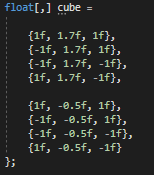 float[,] cube =
{1f, 1.7f, 1f},
{-1f, 1.7f, 1f},
{-1f, 1.7f, -1f},
{1f, 1.7f, -1f},
{1f, -0.5f, 1f},
{-1f, -0.5f, 1f},
{-1f, -0.5f, -1f},
{1f, -0.5f, -1f}
};